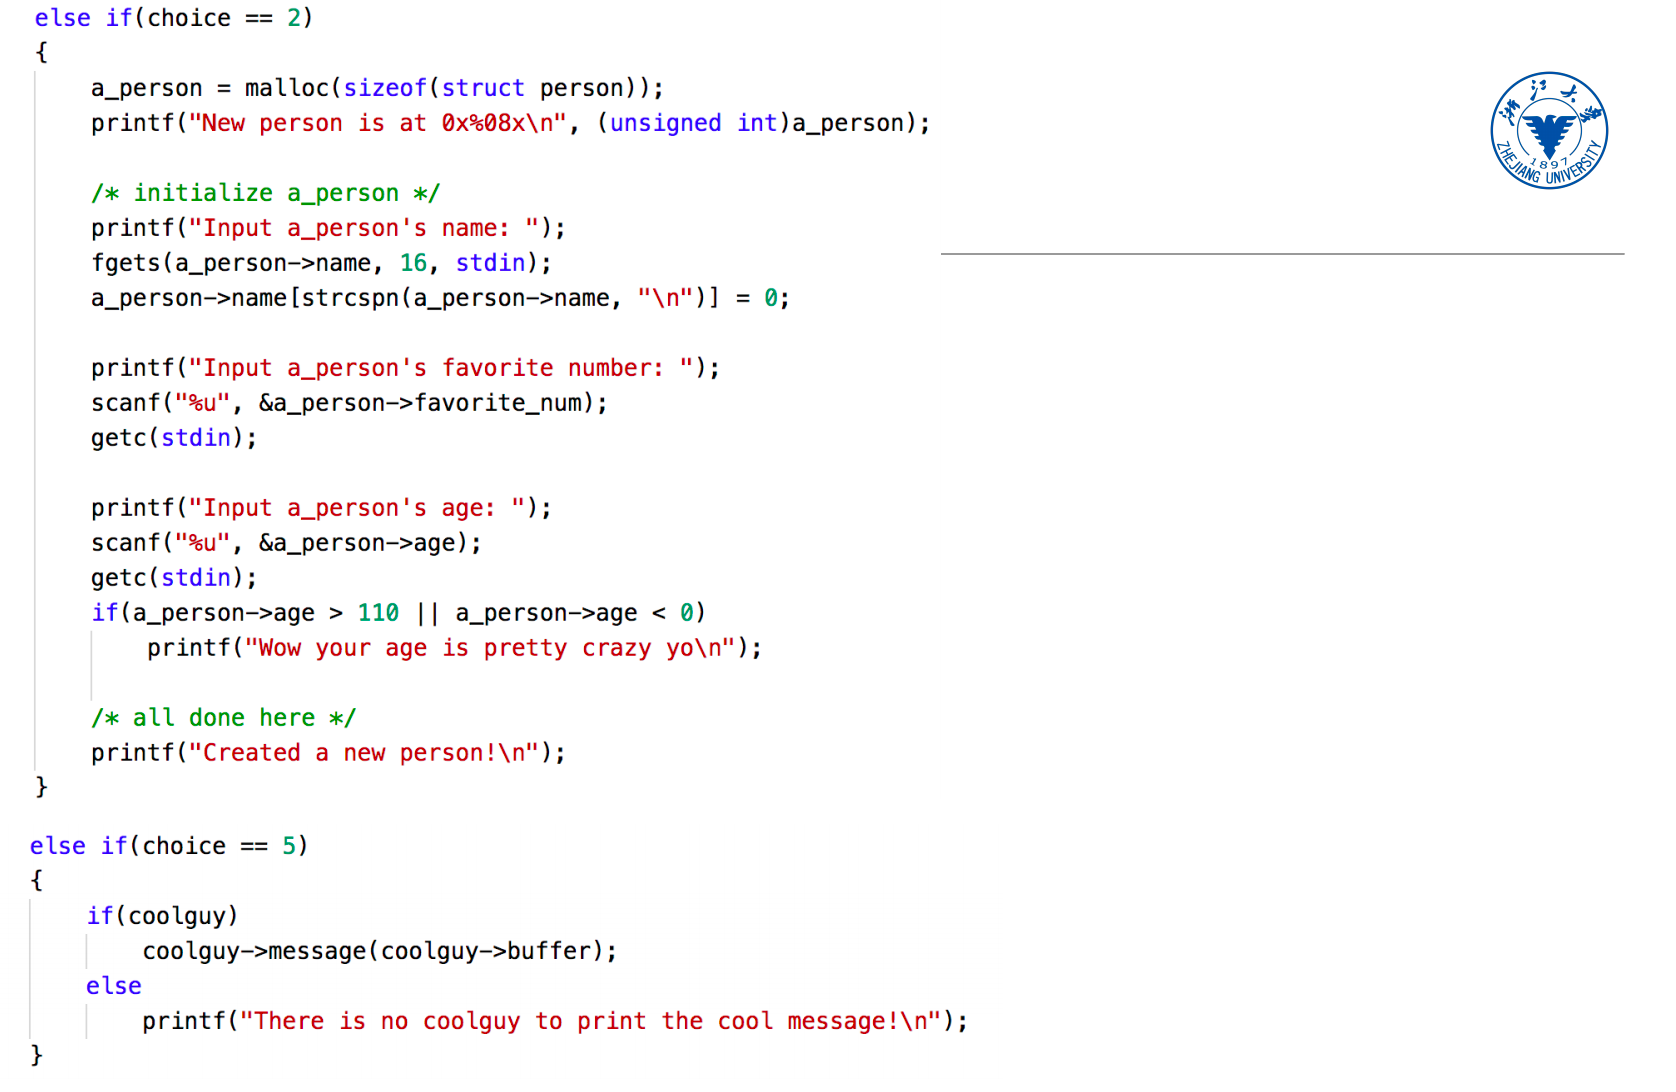 else if(choice == 2)
{
    a_person = malloc(sizeof(struct person));
    printf("New person is at 0x%08x\n", (unsigned int)a_person);

    /* initialize a_person */
    printf("Input a_person's name: ");
    fgets(a_person->name, 16, stdin);
    a_person->name[strcspn(a_person->name, "\n")] = 0;

    printf("Input a_person's favorite number: ");
    scanf("%u", &a_person->favorite_num);
    getc(stdin);

    printf("Input a_person's age: ");
    scanf("%u", &a_person->age);
    getc(stdin);
    if(a_person->age > 110 || a_person->age < 0)
        printf("Wow your age is pretty crazy yo\n");

    /* all done here */
    printf("Created a new person!\n");
}
else if(choice == 5)
{
    if(coolguy)
        coolguy->message(coolguy->buffer);
    else
        printf("There is no coolguy to print the cool message!\n");
}
浙江大学
1897
ZHEJIANG UNIVERSITY